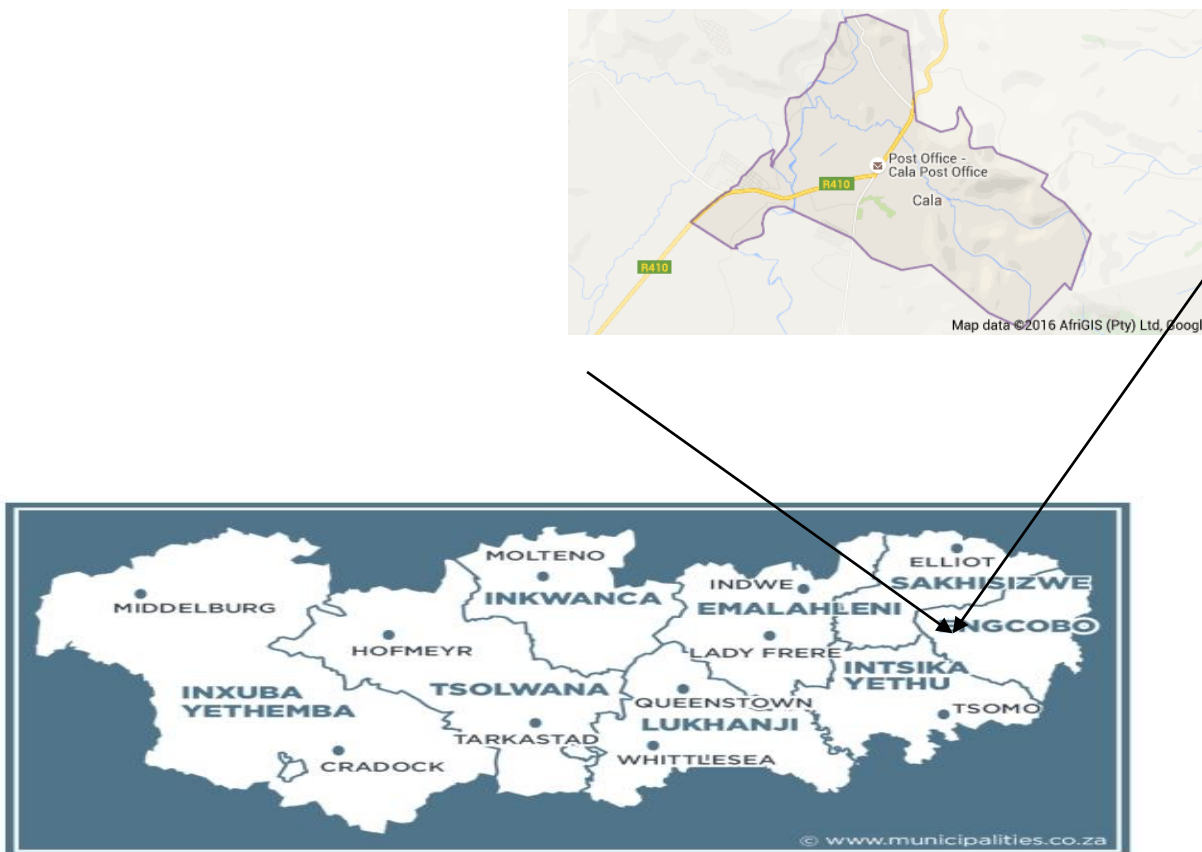 Post Office -
Cala Post Office
R410
Cala
R410
Map data ©2016 AfriGIS (Pty) Ltd, Googl
MOLTENO
ELLIOT
INDWE
SAKHISIZWE
MIDDELBURG
INKWANCA
EMALAHLENI
NGCOBO
HOFMEYR
LADY FRERE
INTSIKA
YETHU
INXUBA
YETHEMBA
TSOLWANA
QUEENSTOWN
TSOMO
LUKHANJI
TARKASTAD
WHITTLESEA
CRADOCK
© www.municipalities.co.za